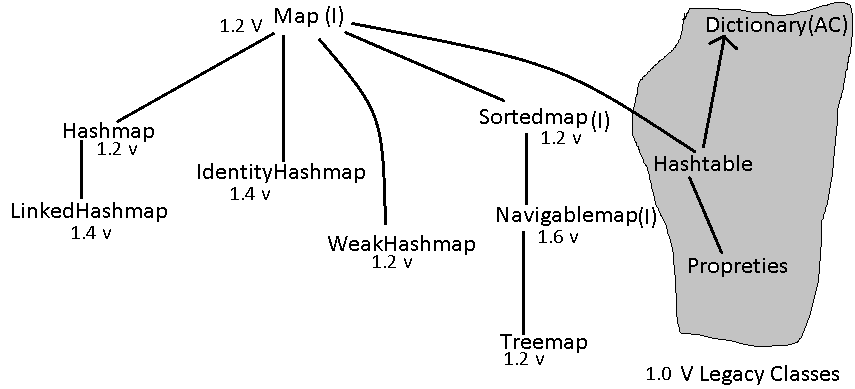 Map (I)
1.2 V
Dictionary(AC)
Hashmap
1.2 v
Sortedmap(I)
1.2 v
IdentityHashmap
1.4 v
Hashtable
LinkedHashmap
1.4 v
Navigablemap(I)
1.6 v
WeakHashmap
1.2 v
Propreties
Treemap
1.2 v
1.0 V Legacy Classes